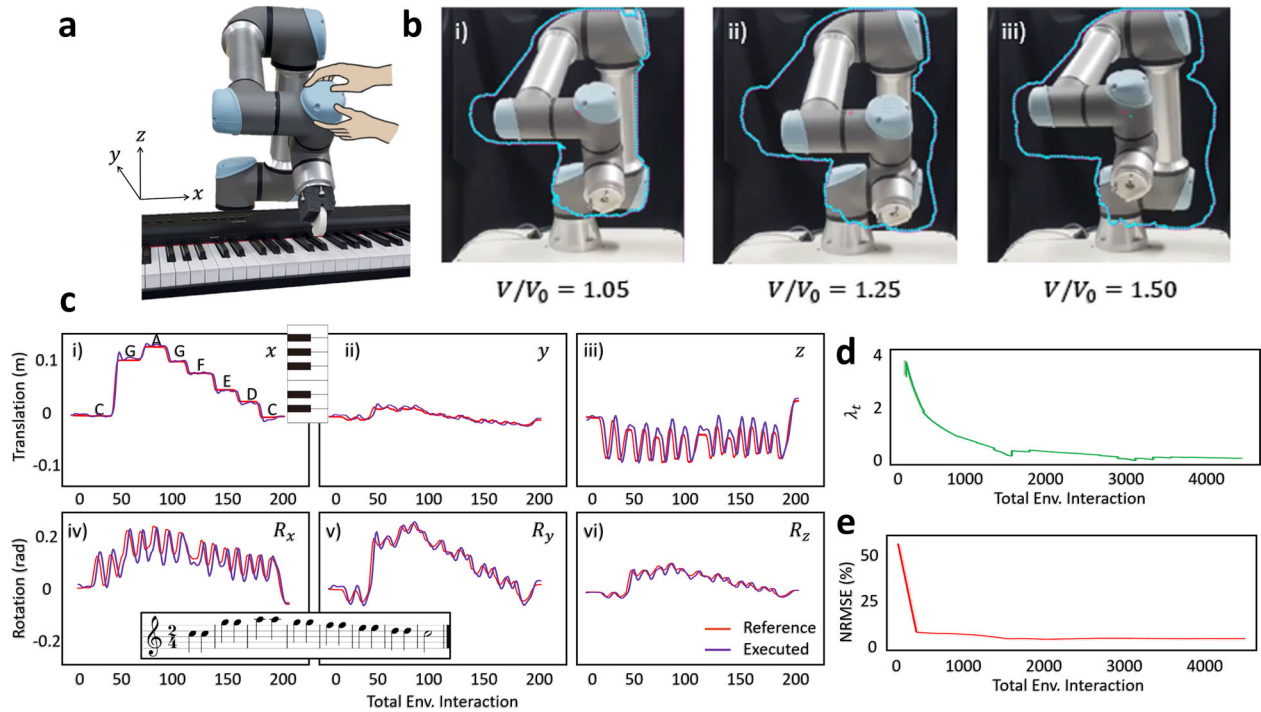 a
z
y
x
b
i)
ii)
iii)
V/V₀ = 1.05
V/V₀ = 1.25
V/V₀ = 1.50
c
Translation (m)
0.1
0
-0.1
i)
x
C
G
A
G
F
E
D
C
0 50 100 150 200
ii)
y
0 50 100 150 200
iii)
z
0 50 100 150 200
Rotation (rad)
0.2
0
-0.2
iv)
Rₓ
v)
R_y
vi)
R_z
2
4
Reference
Executed
0 50 100 150 200
0 50 100 150 200
0 50 100 150 200
Total Env. Interaction
d
λₜ
4
2
0
1000 2000 3000 4000
Total Env. Interaction
e
NRMSE (%)
50
25
0
0 1000 2000 3000 4000
Total Env. Interaction